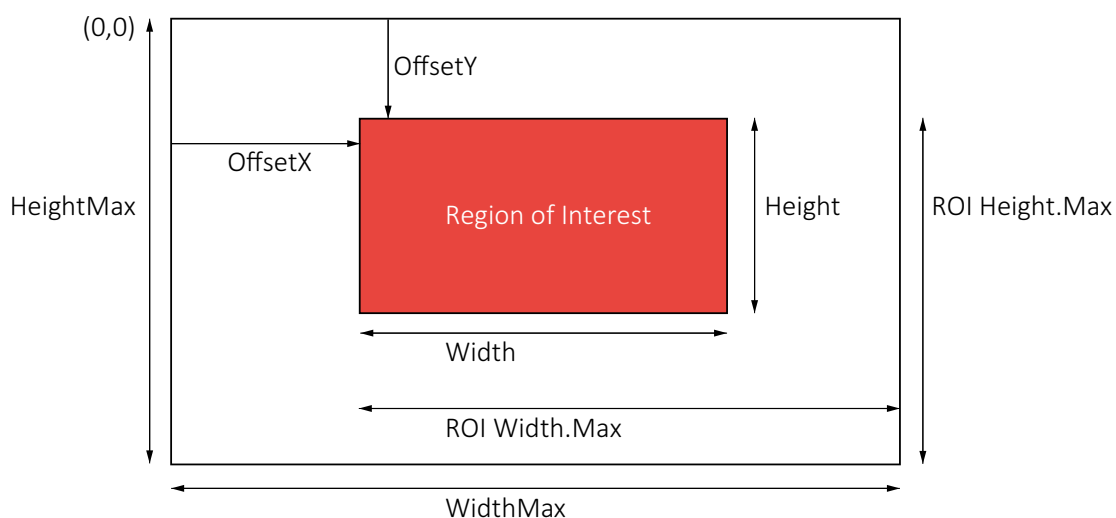 (0,0)
OffsetY
OffsetX
HeightMax
Region of Interest
Height
ROI Height.Max
Width
ROI Width.Max
WidthMax